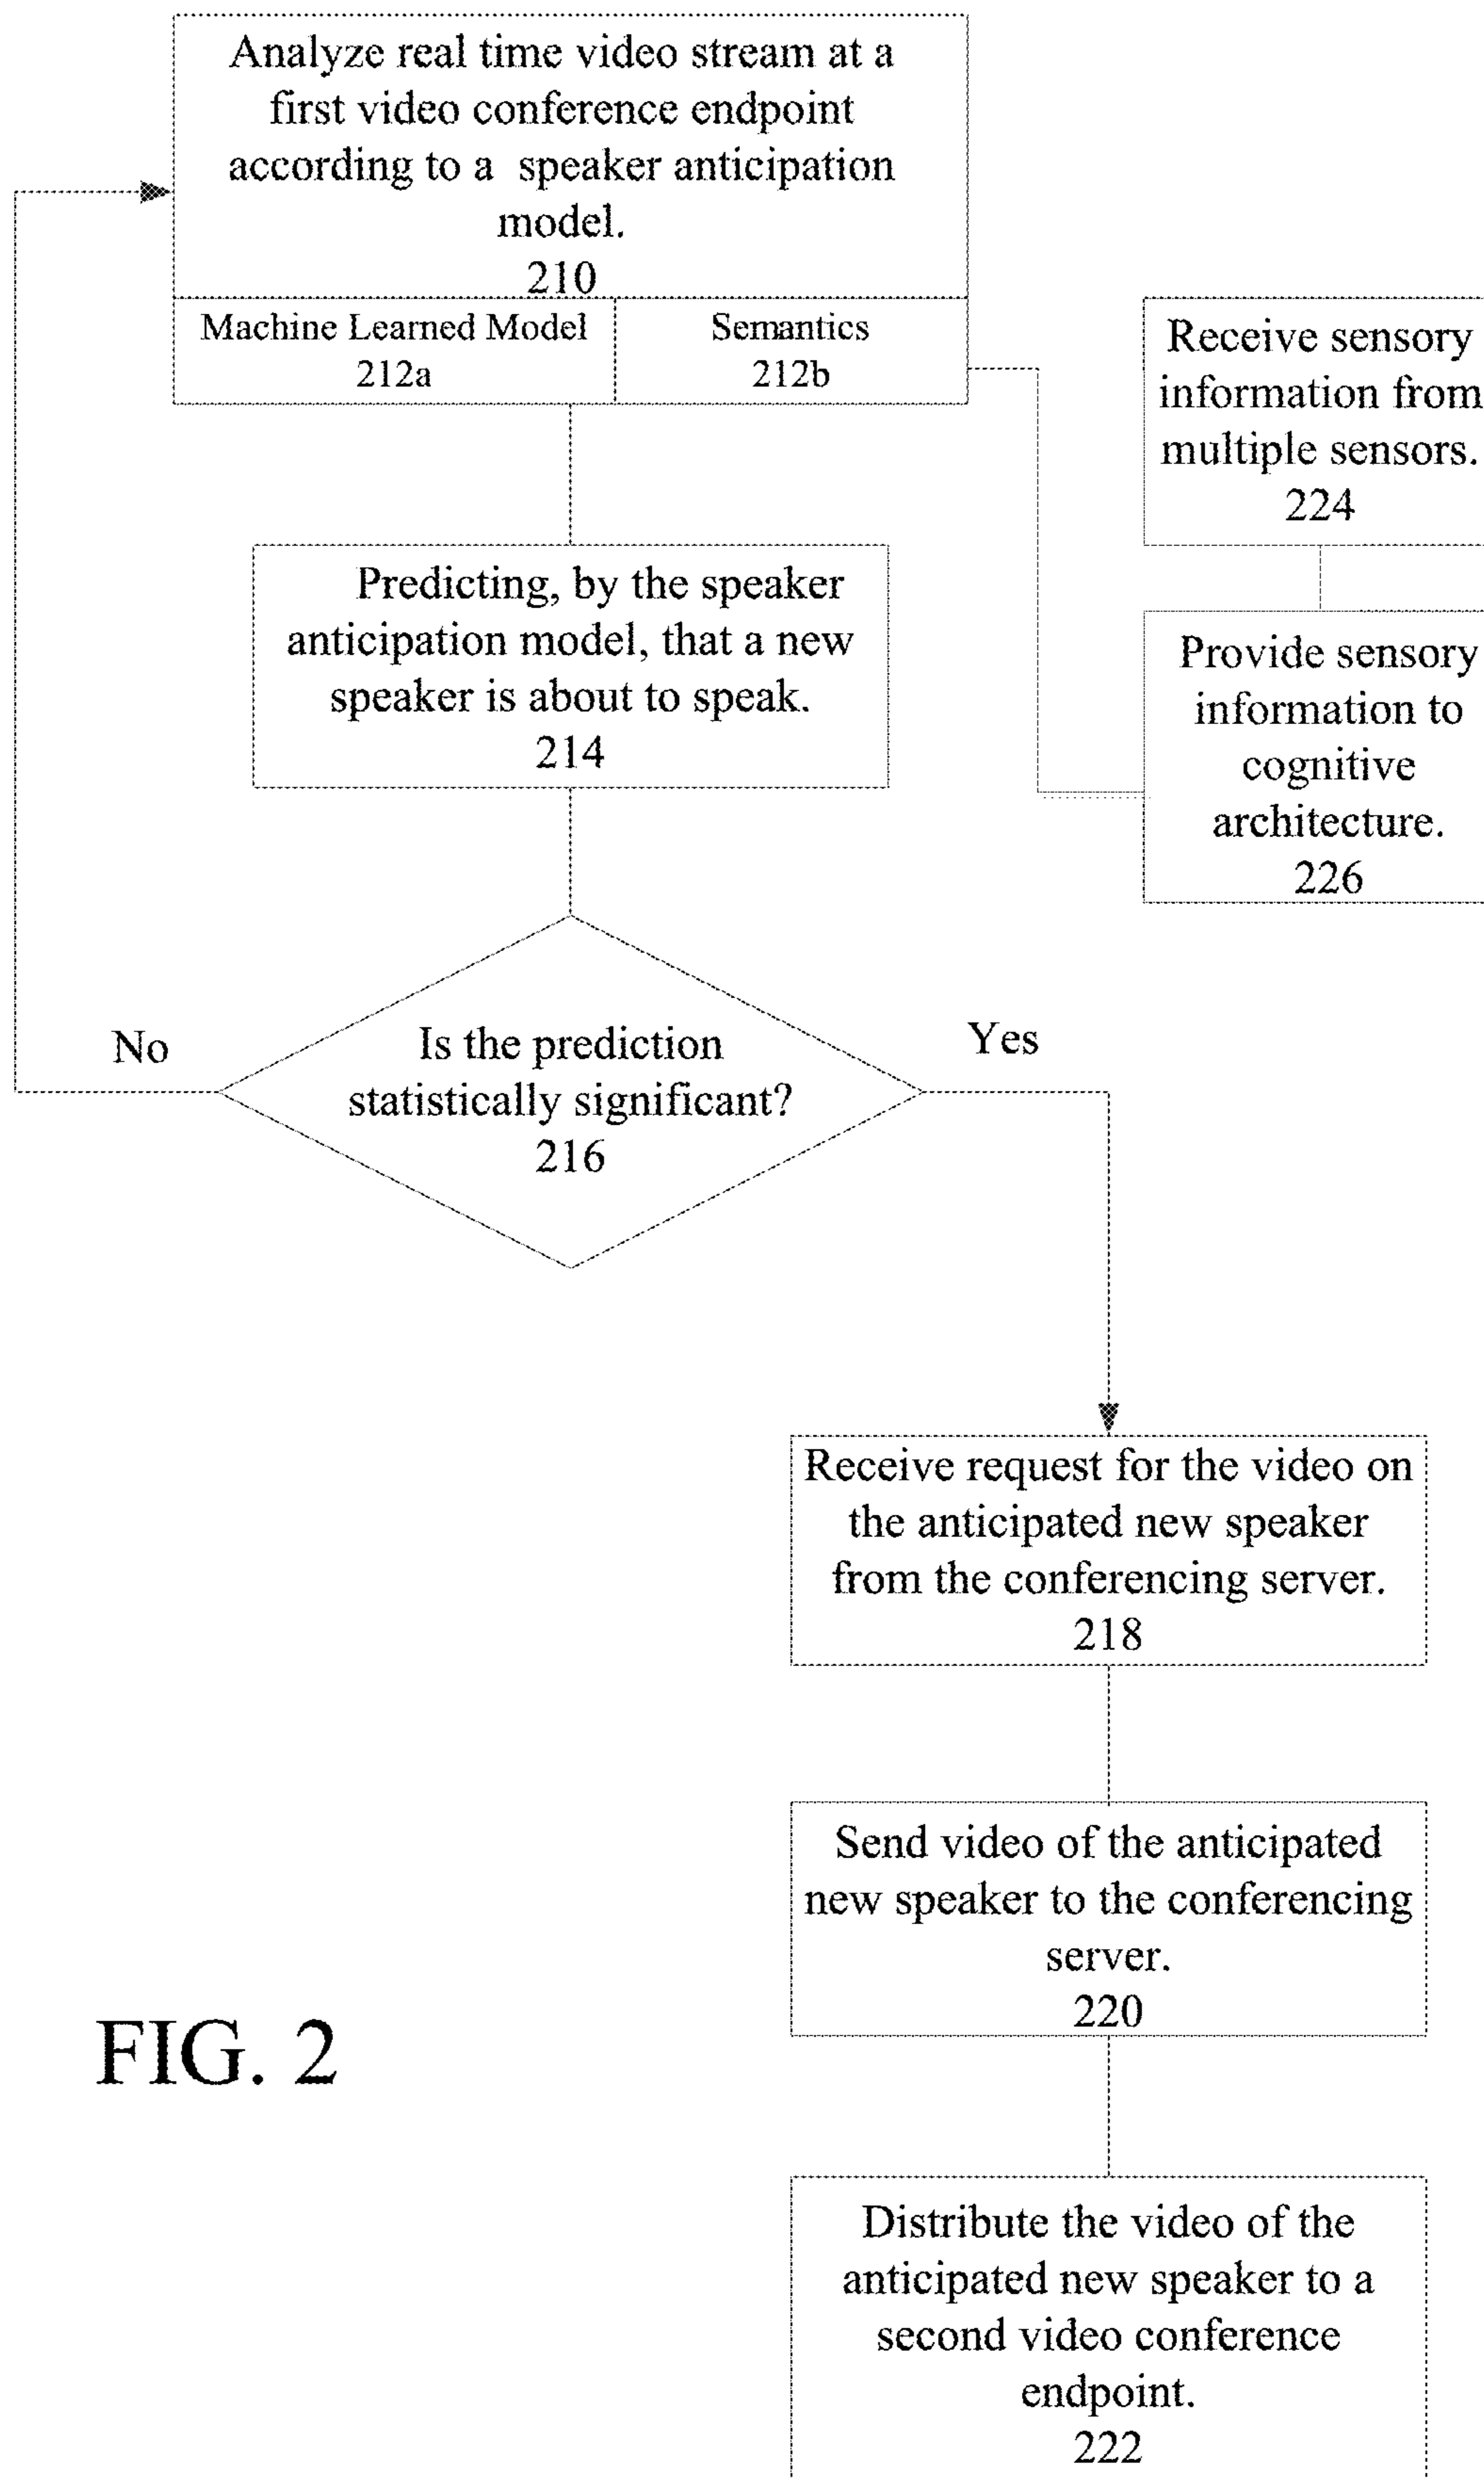 Analyze real time video stream at a
first video conference endpoint
according to a speaker anticipation
model.
210
Machine Learned Model
212a
Semantics
212b
Receive sensory
information from
multiple sensors.
224
Provide sensory
information to
cognitive
architecture.
226
Predicting, by the speaker
anticipation model, that a new
speaker is about to speak.
214
No
Is the prediction
statistically significant?
216
Yes
Receive request for the video on
the anticipated new speaker
from the conferencing server.
218
Send video of the anticipated
new speaker to the conferencing
server.
220
Distribute the video of the
anticipated new speaker to a
second video conference
endpoint.
222
FIG. 2